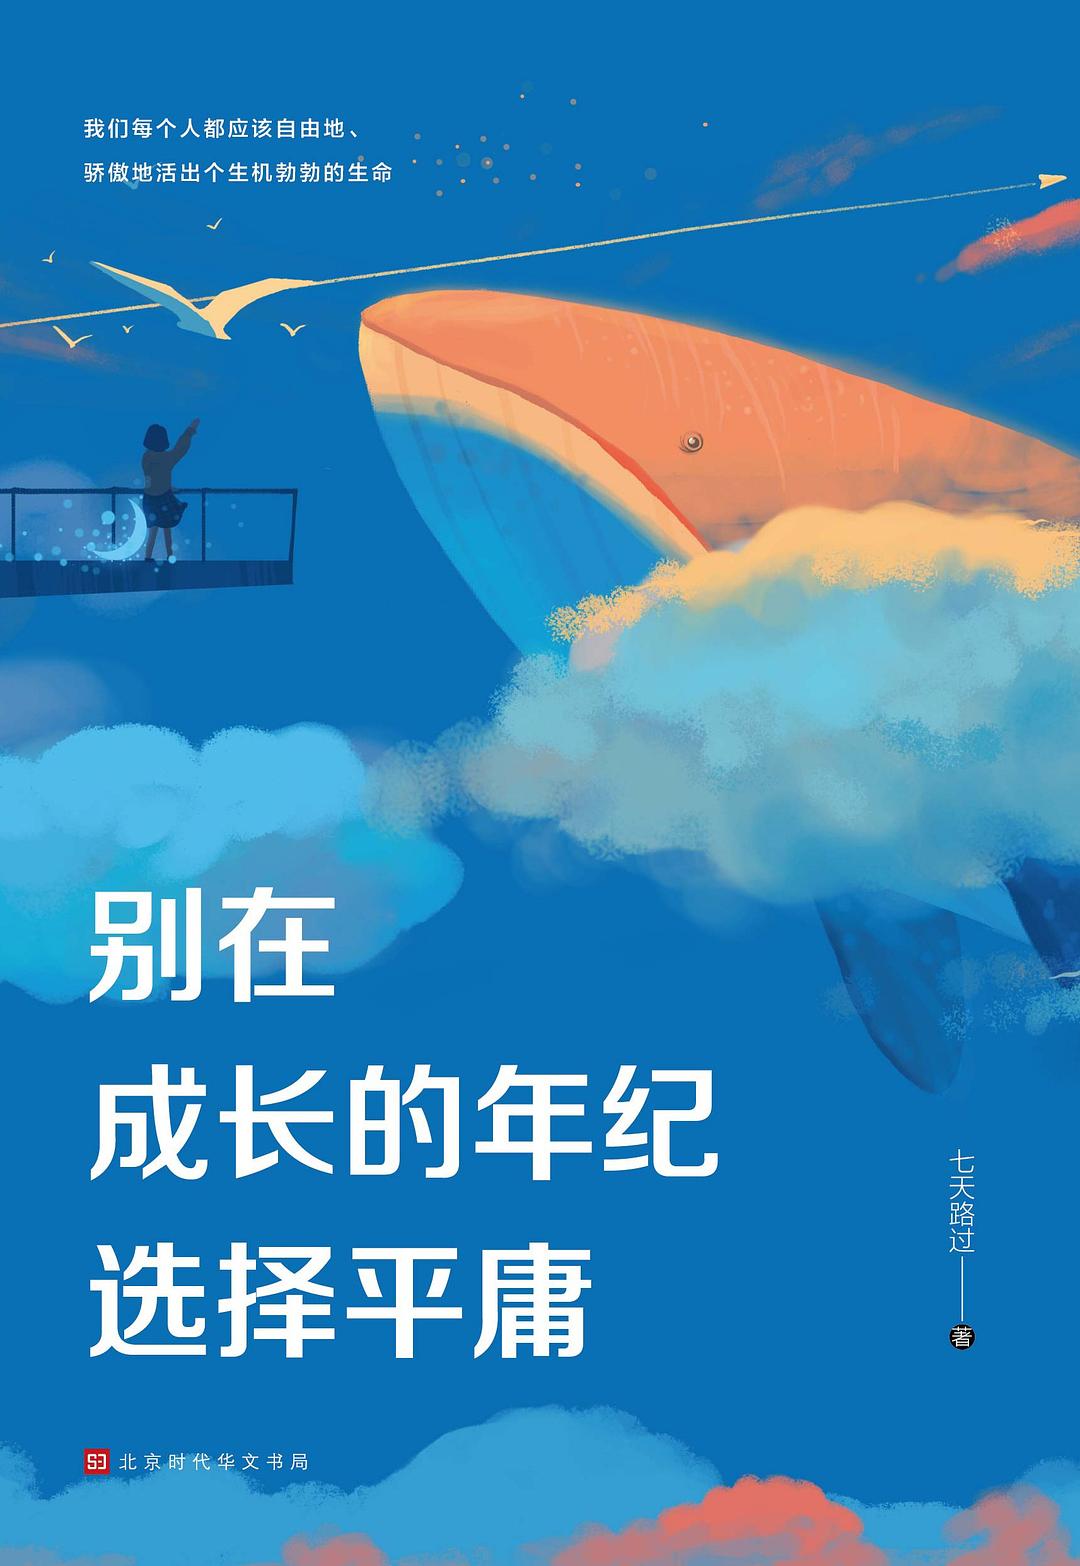 我们每个人都应该自由地、
骄傲地活出个生机勃勃的生命
别在
成长的年纪
选择平庸
七天路过——著
北京时代华文书局